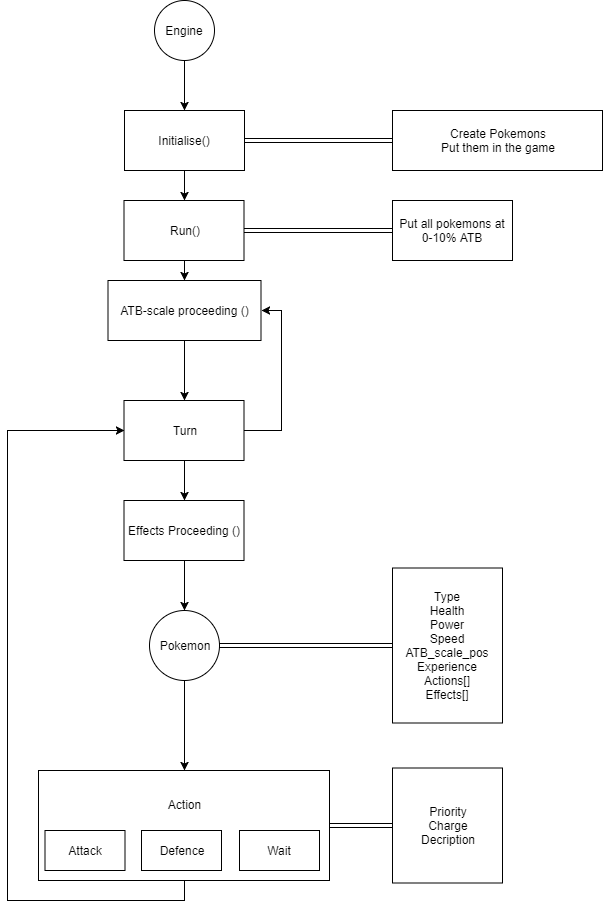 Engine
Initialise()
Create Pokemons
Put them in the game
Run()
Put all pokemons at
0-10% ATB
ATB-scale proceeding ()
Turn
Effects Proceeding ()
Pokemon
Type
Health
Power
Speed
ATB_scale_pos
Experience
Actions[]
Effects[]
Action
Attack
Defence
Wait
Priority
Charge
Decription